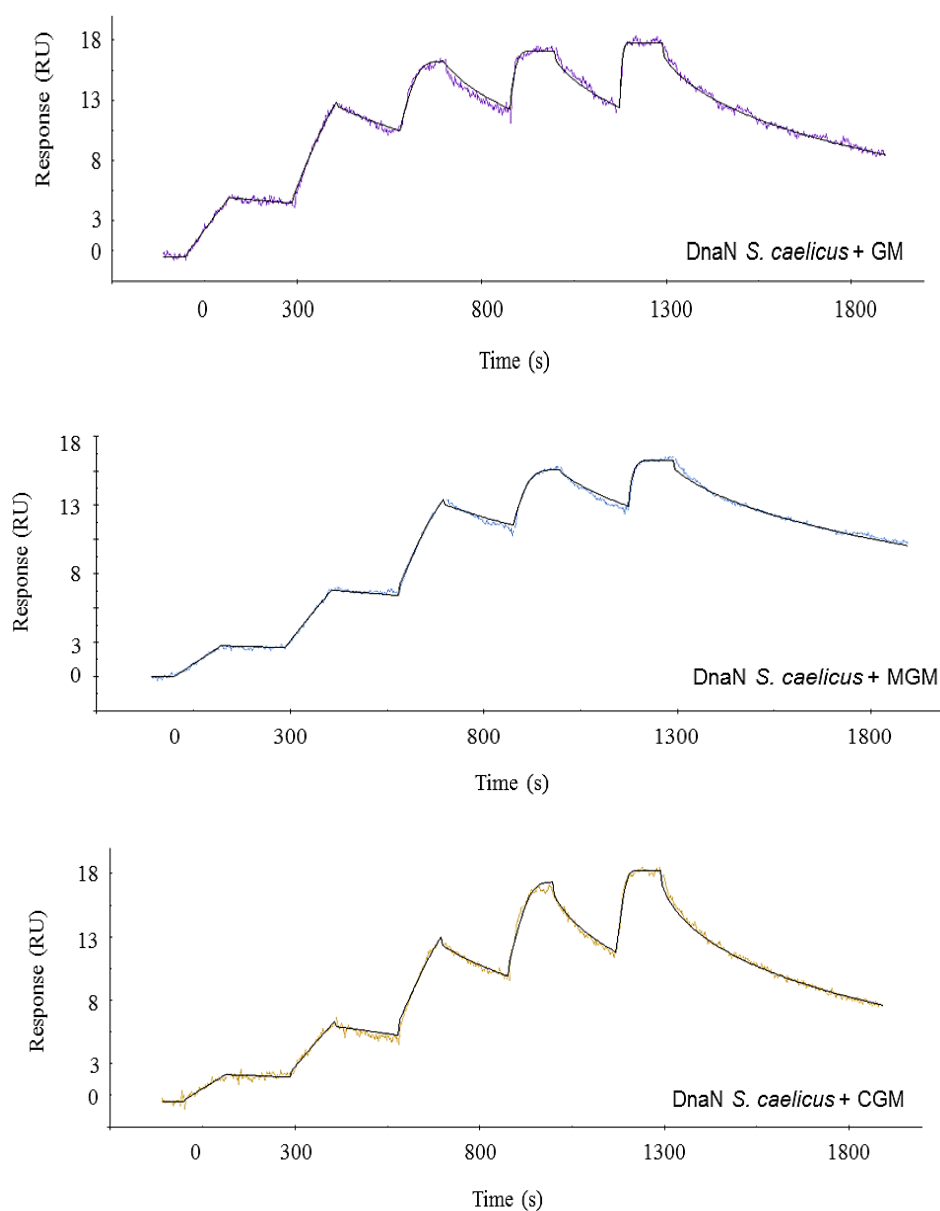 18
13
8
3
0
Response (RU)
DnaN S. caelicus + GM
0 300 800 1300 1800
Time (s)
18
13
8
3
0
Response (RU)
DnaN S. caelicus + MGM
0 300 800 1300 1800
Time (s)
18
13
8
3
0
Response (RU)
DnaN S. caelicus + CGM
0 300 800 1300 1800
Time (s)